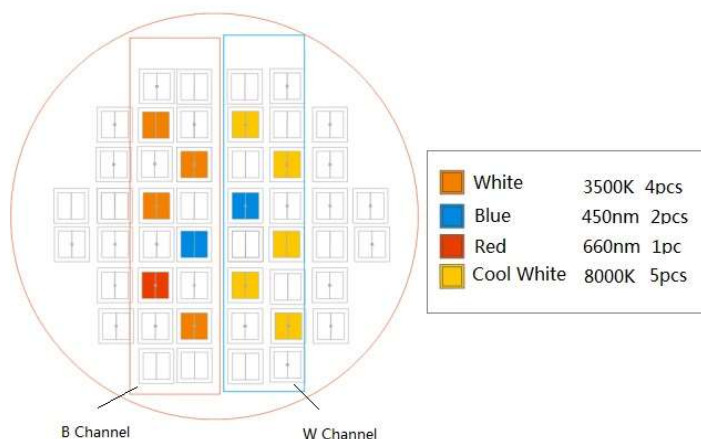 White 3500K 4pcs
Blue 450nm 2pcs
Red 660nm 1pc
Cool White 8000K 5pcs
B Channel
W Channel